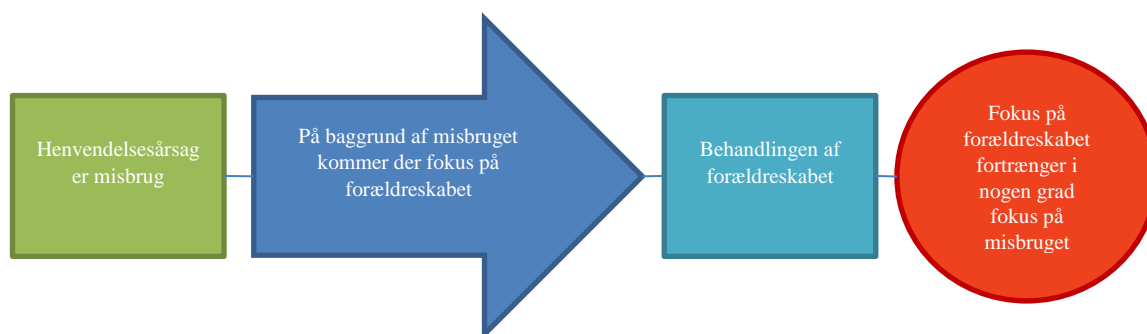 Henvendelsesårsag
er misbrug
På baggrund af misbruget
kommer der fokus på
forældreskabet
Behandlingen af
forældreskabet
Fokus på
forældreskabet
fortrænger i
nogen grad
fokus på
misbruget